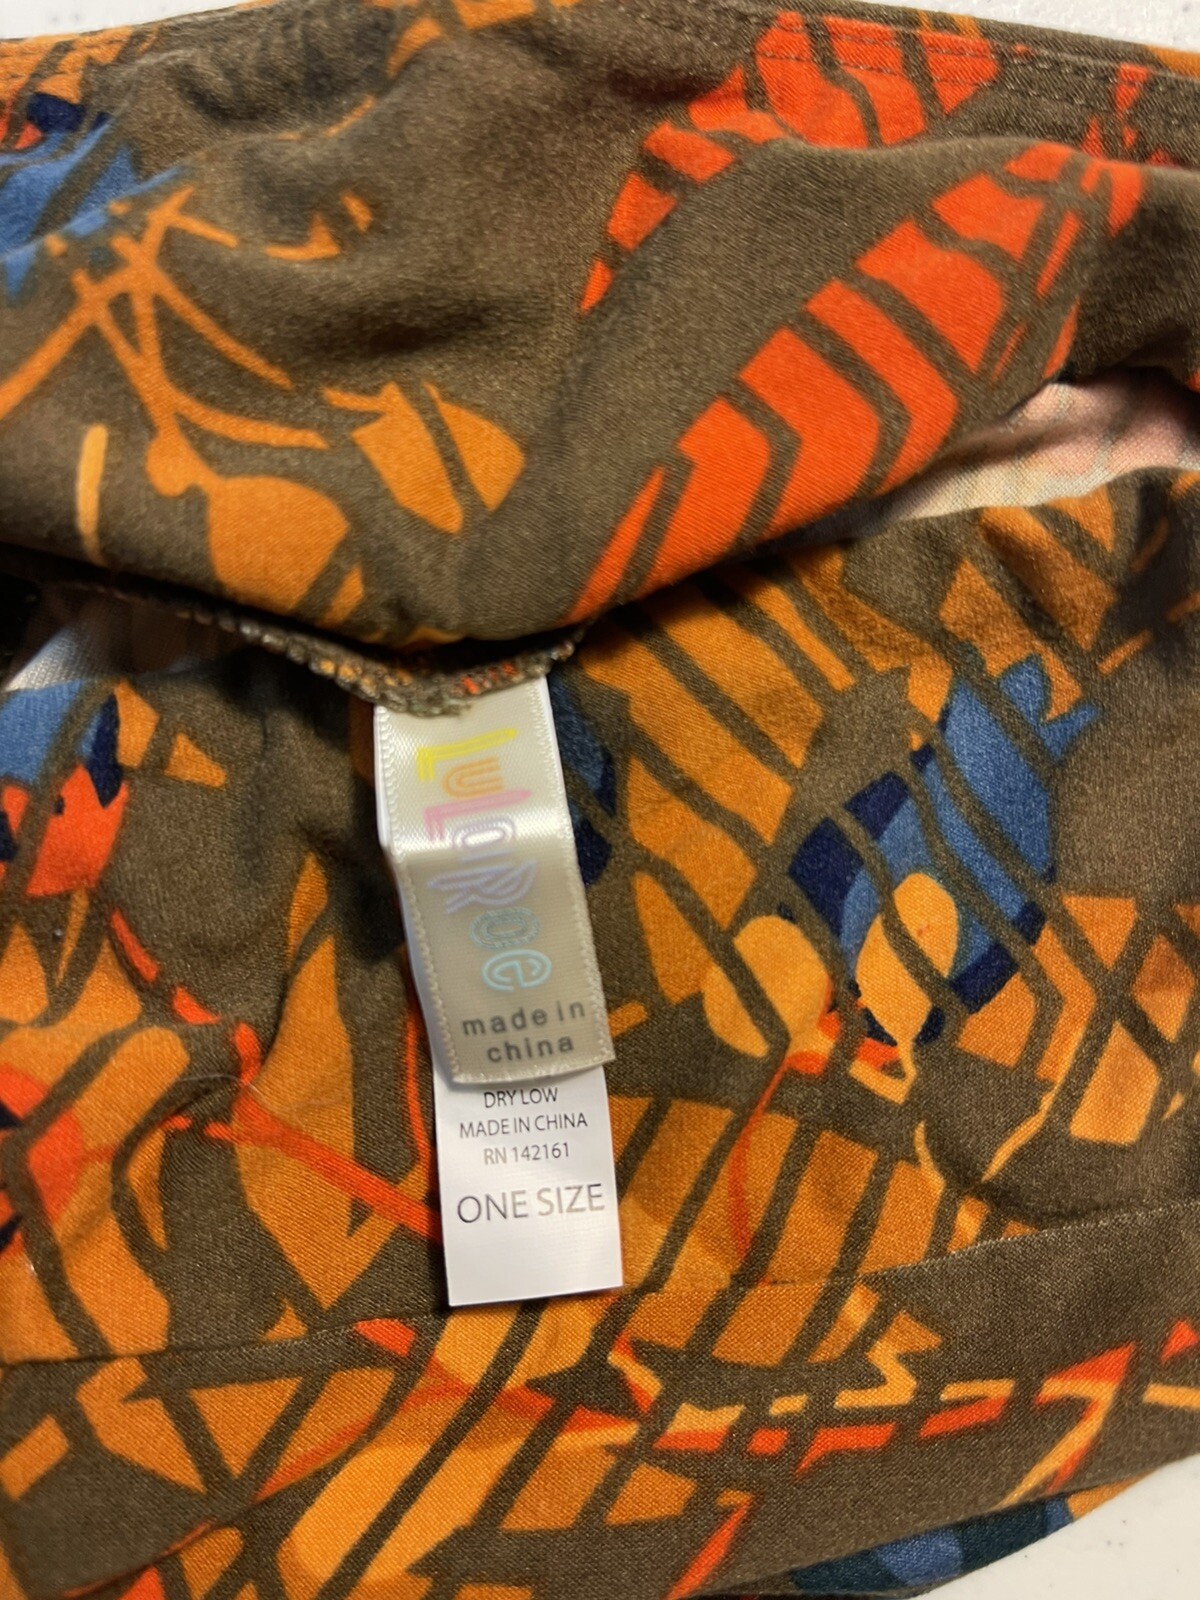 LuLaRoe
made in
china
DRY LOW
MADE IN CHINA
RN 142161
ONE SIZE